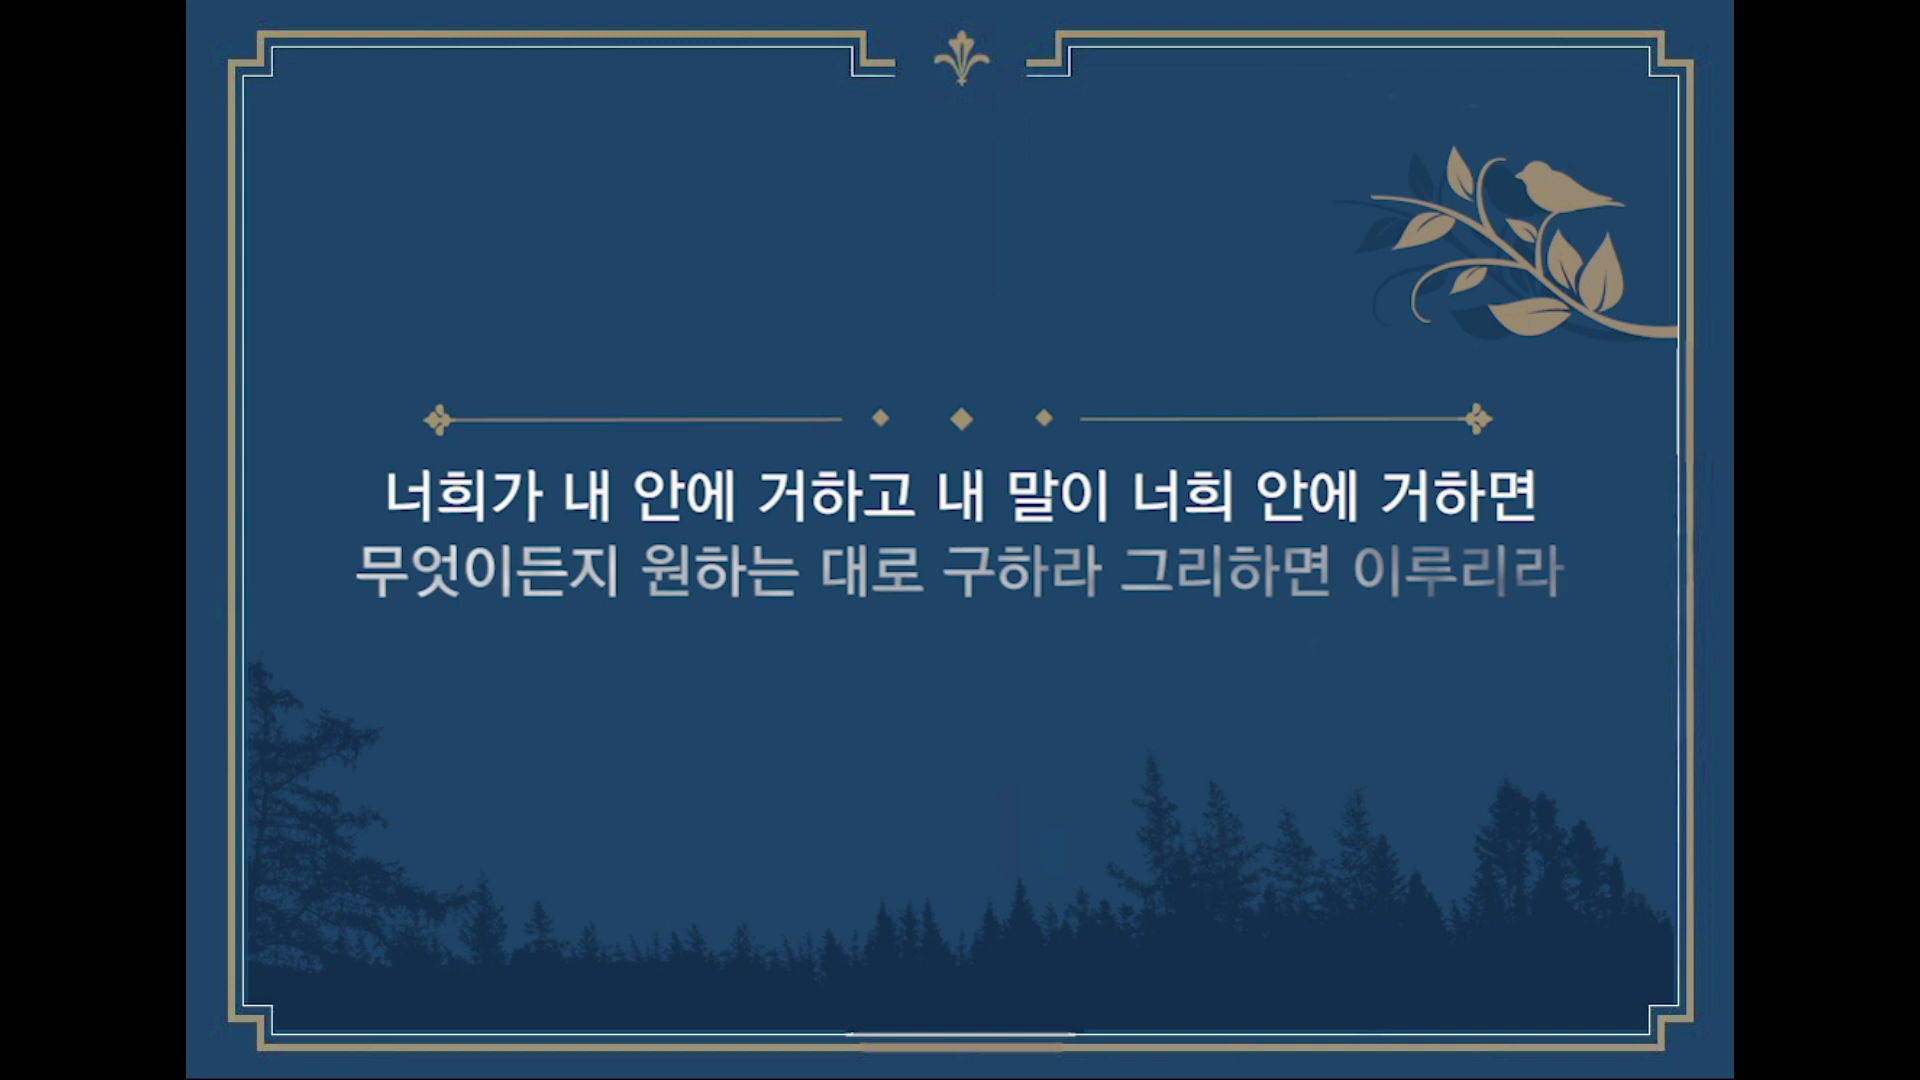 너희가 내 안에 거하고 내 말이 너희 안에 거하면
무엇이든지 원하는 대로 구하라 그리하면 이루리라